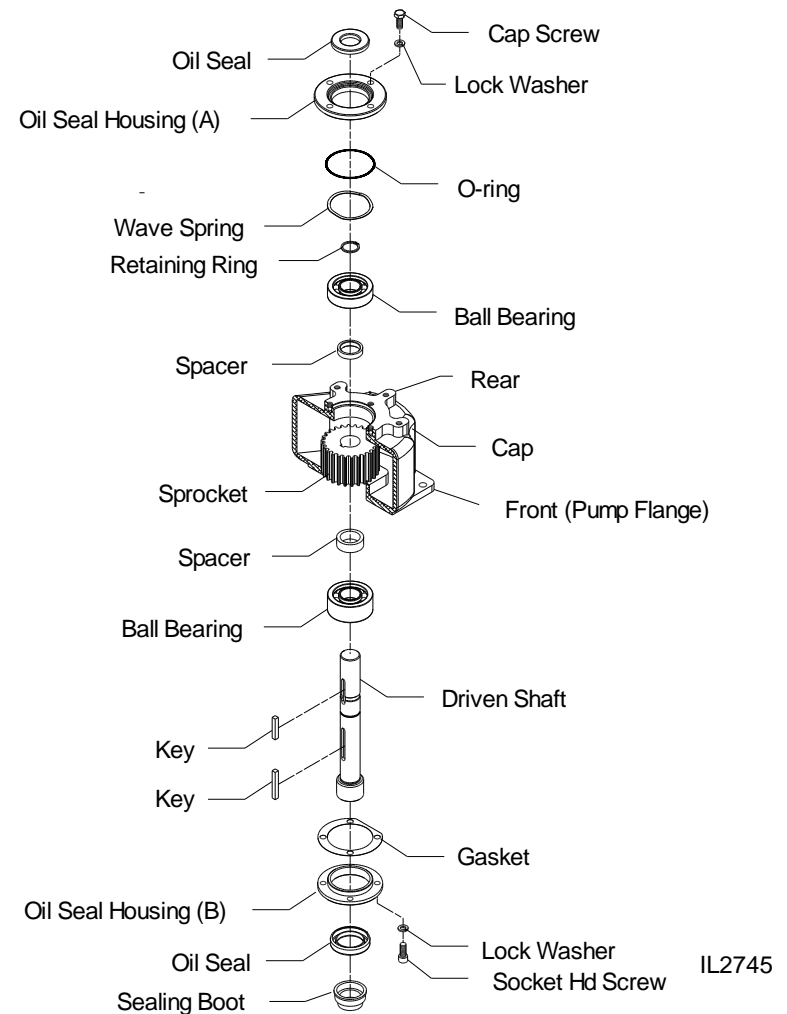 Cap Screw
Oil Seal
Lock Washer
Oil Seal Housing (A)
O-ring
Wave Spring
Retaining Ring
Ball Bearing
Spacer
Rear
Cap
Sprocket
Front (Pump Flange)
Spacer
Ball Bearing
Driven Shaft
Key
Key
Gasket
Oil Seal Housing (B)
Lock Washer
Oil Seal
IL2745
Socket Hd Screw
Sealing Boot